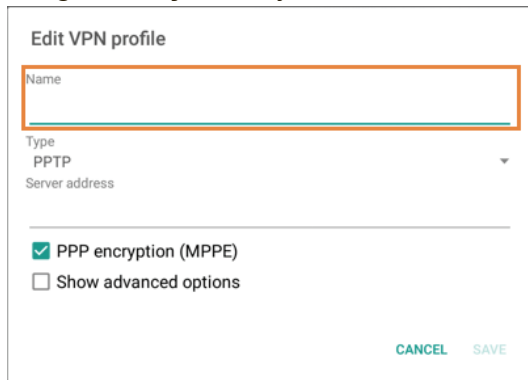 Edit VPN profile
Name
Type
PPTP
Server address
PPP encryption (MPPE)
Show advanced options
CANCEL SAVE